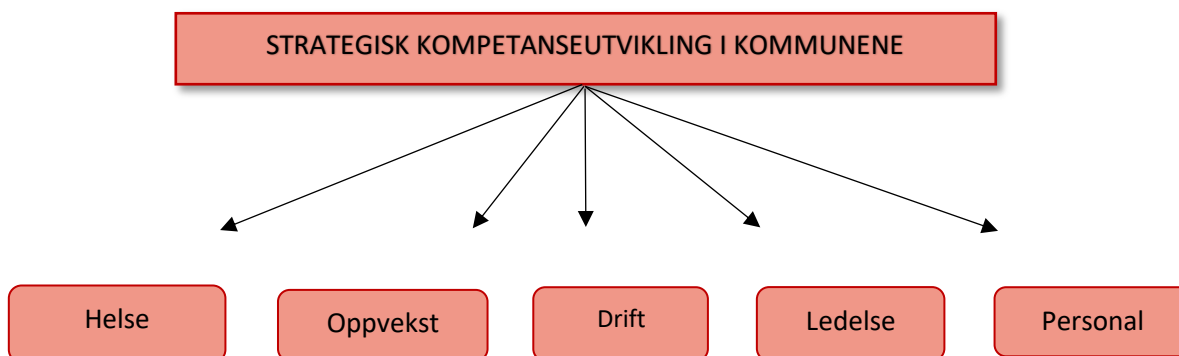 STRATEGISK KOMPETANSEUTVIKLING I KOMMUNENE
Helse
Oppvekst
Drift
Ledelse
Personal